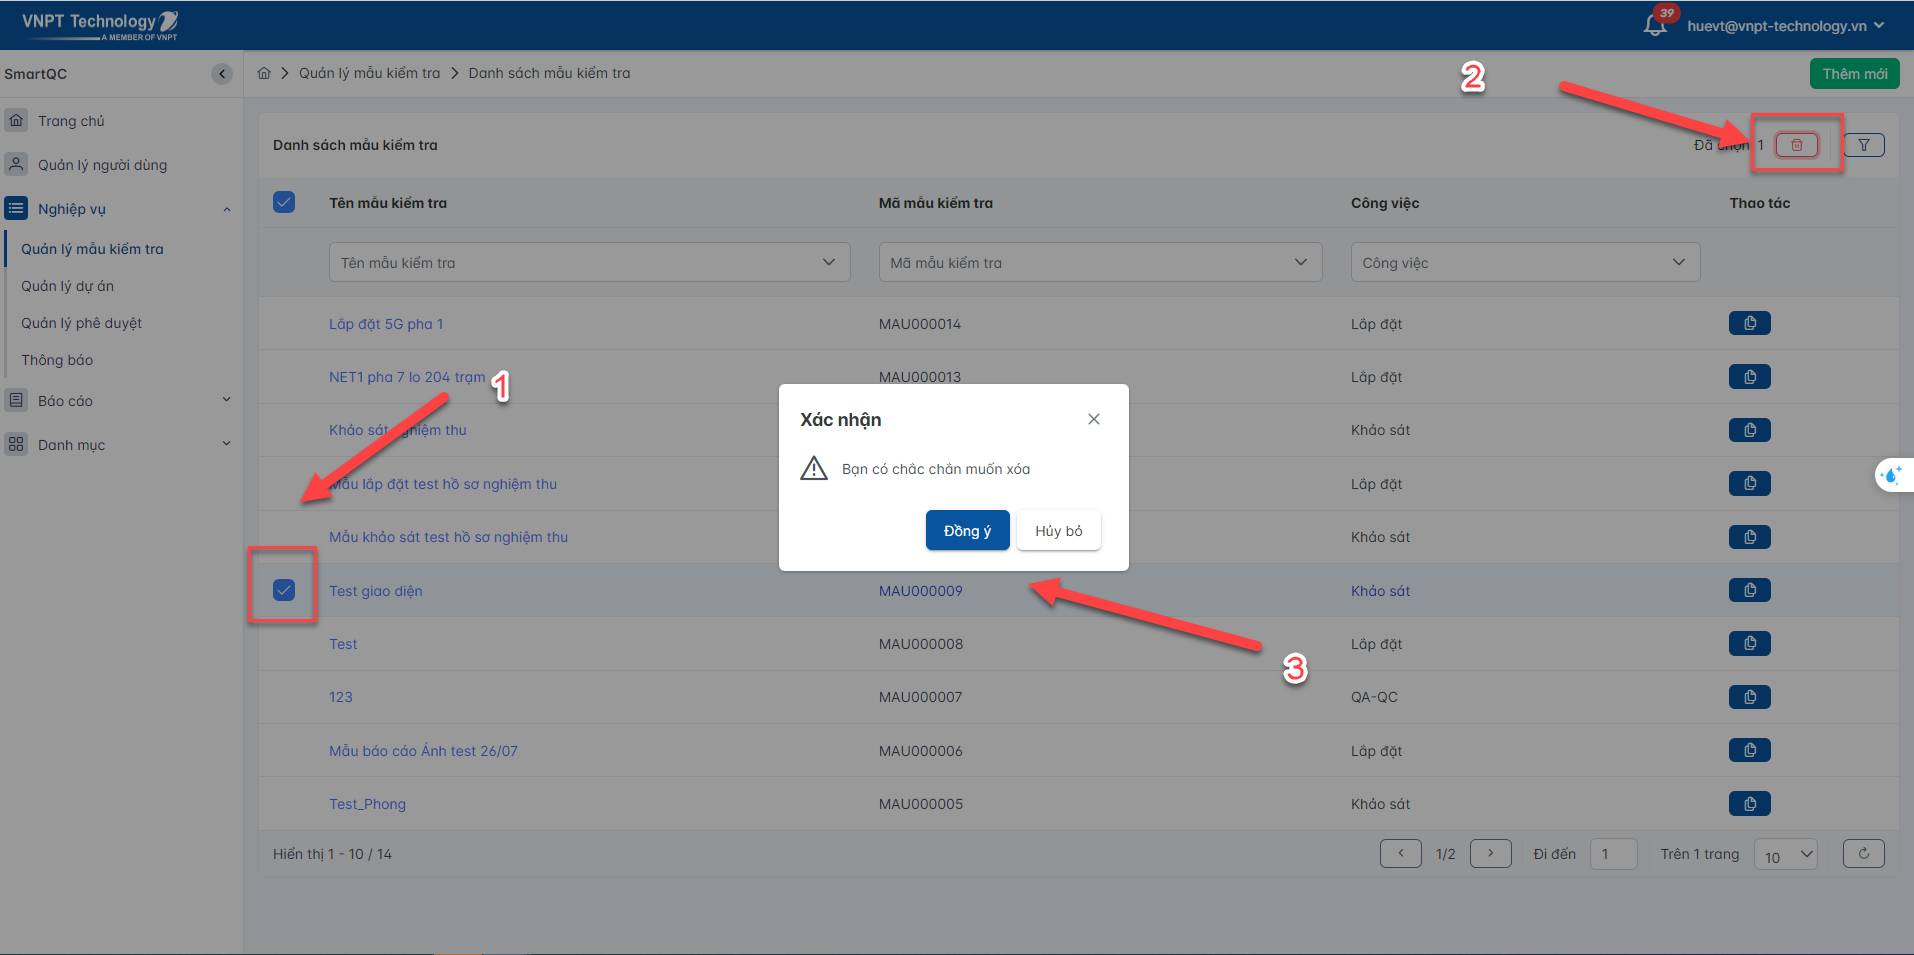 VNPT Technology
A MEMBER OF VNPT
39
huevt@vnpt-technology.vn
SmartQC
Quản lý mẫu kiểm tra > Danh sách mẫu kiểm tra
2
Thêm mới
Trang chủ
Quản lý người dùng
Nghiệp vụ
Quản lý mẫu kiểm tra
Quản lý dự án
Quản lý phê duyệt
Thông báo
Báo cáo
Danh mục
Danh sách mẫu kiểm tra
Đã chọn 1
Tên mẫu kiểm tra Mã mẫu kiểm tra Công việc Thao tác
Tên mẫu kiểm tra Mã mẫu kiểm tra Công việc
Lắp đặt 5G pha 1 MAU000014 Lắp đặt
NET1 pha 7 lo 204 trạm MAU000013 Lắp đặt
1
Khảo sát nghiệm thu Khảo sát
Mẫu lắp đặt test hồ sơ nghiệm thu Lắp đặt
Mẫu khảo sát test hồ sơ nghiệm thu Khảo sát
Xác nhận
Bạn có chắc chắn muốn xóa
Đồng ý Hủy bỏ
Test giao diện MAU000009 Khảo sát
Test MAU000008 Lắp đặt
3
123 MAU000007 QA-QC
Mẫu báo cáo Ảnh test 26/07 MAU000006 Lắp đặt
Test_Phong MAU000005 Khảo sát
Hiển thị 1 - 10 / 14 1/2 Đi đến 1 Trên 1 trang 10